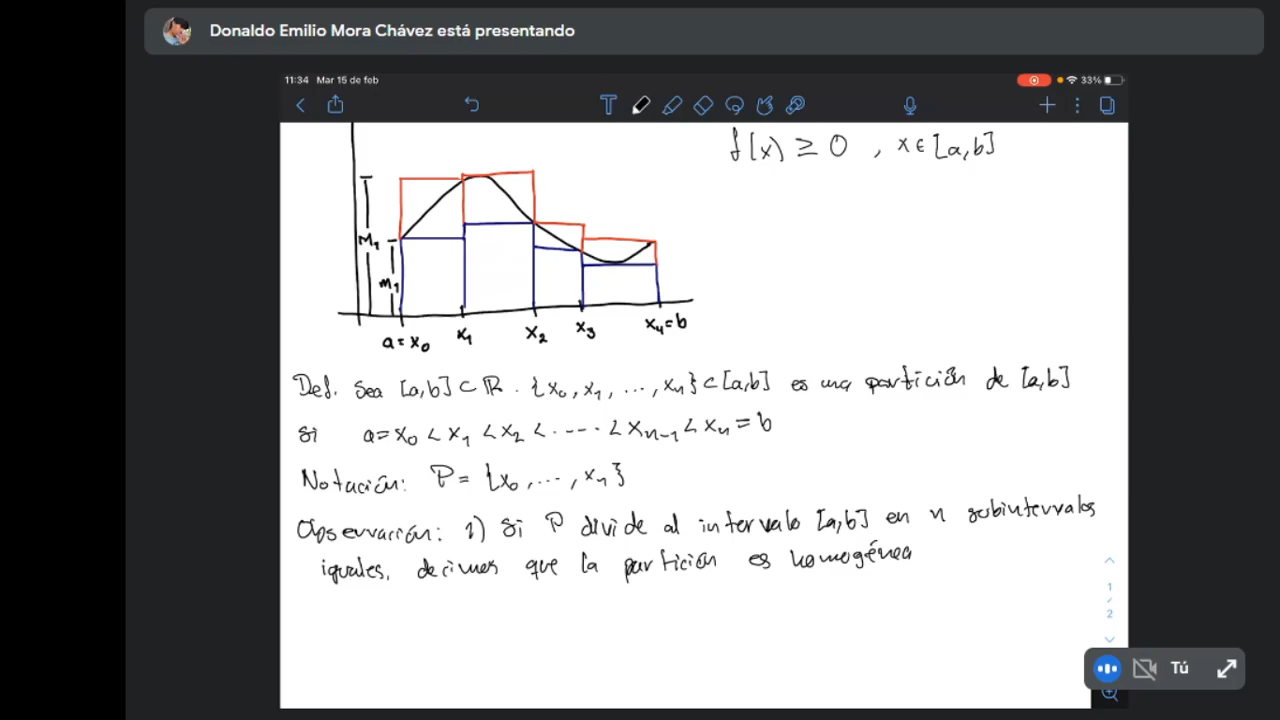 Donaldo Emilio Mora Chávez está presentando
11:34 Mar 15 de feb
33%
f(x) ≥ 0 , x ∈ [a,b]
M₁
m₁
a=x₀ x₁ x₂ x₃ x₄=b
Def. Sea [a,b] ⊂ ℝ. {x₀, x₁, ..., xₙ} ⊂ [a,b] es una partición de [a,b]
si a=x₀ < x₁ < x₂ < ..... < xₙ₋₁ < xₙ = b
Notación: P = {x₀, ..., xₙ}
Observación: 1) Si P divide al intervalo [a,b] en n subintervalos
iguales, decimos que la partición es homogénea
1
2
Tú